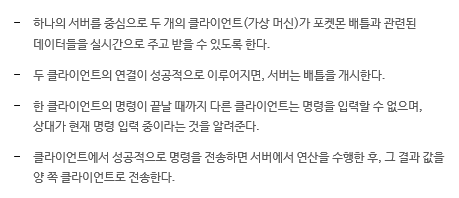 - 하나의 서버를 중심으로 두 개의 클라이언트(가상 머신)가 포켓몬 배틀과 관련된
데이터들을 실시간으로 주고 받을 수 있도록 한다.
- 두 클라이언트의 연결이 성공적으로 이루어지면, 서버는 배틀을 개시한다.
- 한 클라이언트의 명령이 끝날 때까지 다른 클라이언트는 명령을 입력할 수 없으며,
상대가 현재 명령 입력 중이라는 것을 알려준다.
- 클라이언트에서 성공적으로 명령을 전송하면 서버에서 연산을 수행한 후, 그 결과 값을
양 쪽 클라이언트로 전송한다.